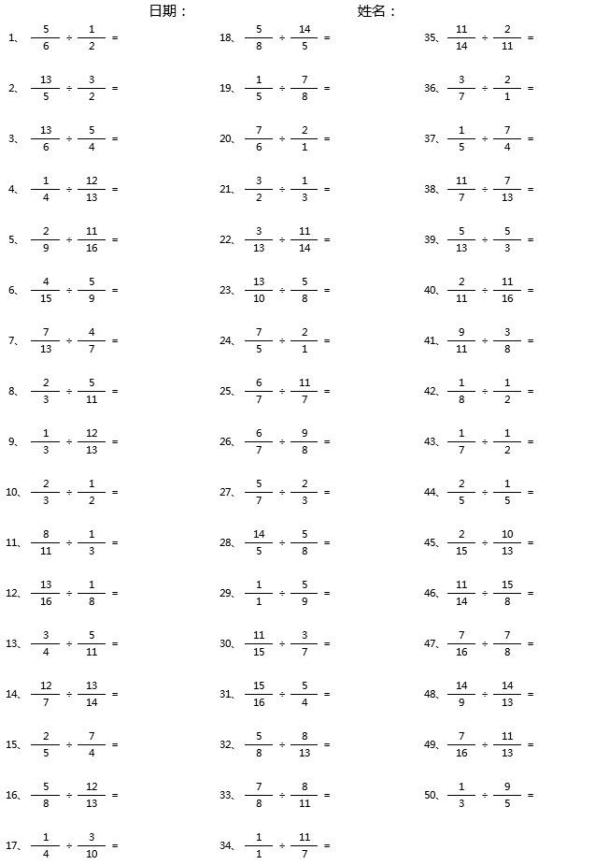 日期： 姓名：
1、 5/6 ÷ 1/2 = 18、 5/8 ÷ 14/5 = 35、 11/14 ÷ 2/11 =
2、 13/5 ÷ 3/2 = 19、 1/5 ÷ 7/8 = 36、 3/7 ÷ 2/1 =
3、 13/6 ÷ 5/4 = 20、 7/6 ÷ 2/1 = 37、 1/5 ÷ 7/4 =
4、 1/4 ÷ 12/13 = 21、 3/2 ÷ 1/3 = 38、 11/7 ÷ 7/13 =
5、 2/9 ÷ 11/16 = 22、 3/13 ÷ 11/14 = 39、 5/13 ÷ 5/3 =
6、 4/15 ÷ 5/9 = 23、 13/10 ÷ 5/8 = 40、 2/11 ÷ 11/16 =
7、 7/13 ÷ 4/7 = 24、 7/5 ÷ 2/1 = 41、 9/11 ÷ 3/8 =
8、 2/3 ÷ 5/11 = 25、 6/7 ÷ 11/7 = 42、 1/8 ÷ 1/2 =
9、 1/3 ÷ 12/13 = 26、 6/7 ÷ 9/8 = 43、 1/7 ÷ 1/2 =
10、 2/3 ÷ 1/2 = 27、 5/7 ÷ 2/3 = 44、 2/5 ÷ 1/5 =
11、 8/11 ÷ 1/3 = 28、 14/5 ÷ 5/8 = 45、 2/15 ÷ 10/13 =
12、 13/16 ÷ 1/8 = 29、 1/1 ÷ 5/9 = 46、 11/14 ÷ 15/8 =
13、 3/4 ÷ 5/11 = 30、 11/15 ÷ 3/7 = 47、 7/16 ÷ 7/8 =
14、 12/7 ÷ 13/14 = 31、 15/16 ÷ 5/4 = 48、 14/9 ÷ 14/13 =
15、 2/5 ÷ 7/4 = 32、 5/8 ÷ 8/13 = 49、 7/16 ÷ 11/13 =
16、 5/8 ÷ 12/13 = 33、 7/8 ÷ 8/11 = 50、 1/3 ÷ 9/5 =
17、 1/4 ÷ 3/10 = 34、 1/1 ÷ 11/7 =